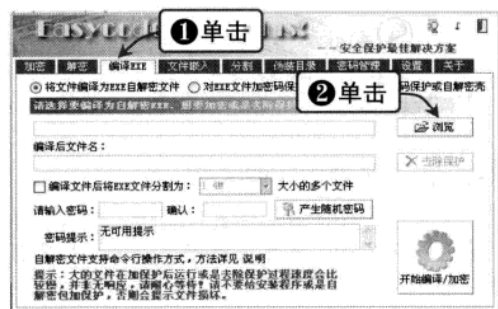 Easycode
❶单击
--安全保护最佳解决方案
加密 解密 编译EXE 文件嵌入 分割 伪装目录 密码管理 设置 关于
将文件编译为EXE自解密文件 对EXE文件加密码保 码保护或自解密壳
❷单击
请选择要编译为自解密EXE、想要加密或是去除保护
浏览
编译后文件名：
去除保护
编译文件后将EXE文件分割为： 大小的多个文件
请输入密码： 确认： 产生随机密码
密码提示： 无可用提示
自解密文件支持命令行操作方式，方法详见 说明
提示：大的文件在加保护后运行或是去除保护过程速度会比
较慢，并非无响应，请耐心等待！请不要给安装程序或是自
解密包加保护，否则会提示文件损坏。
开始编译/加密